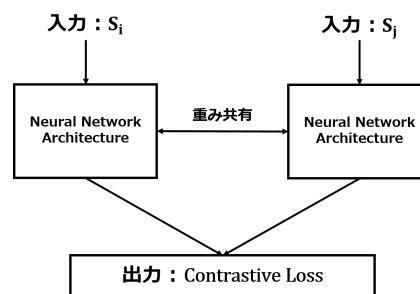 入力：Si
入力：Sj
Neural Network
Architecture
重み共有
Neural Network
Architecture
出力：Contrastive Loss